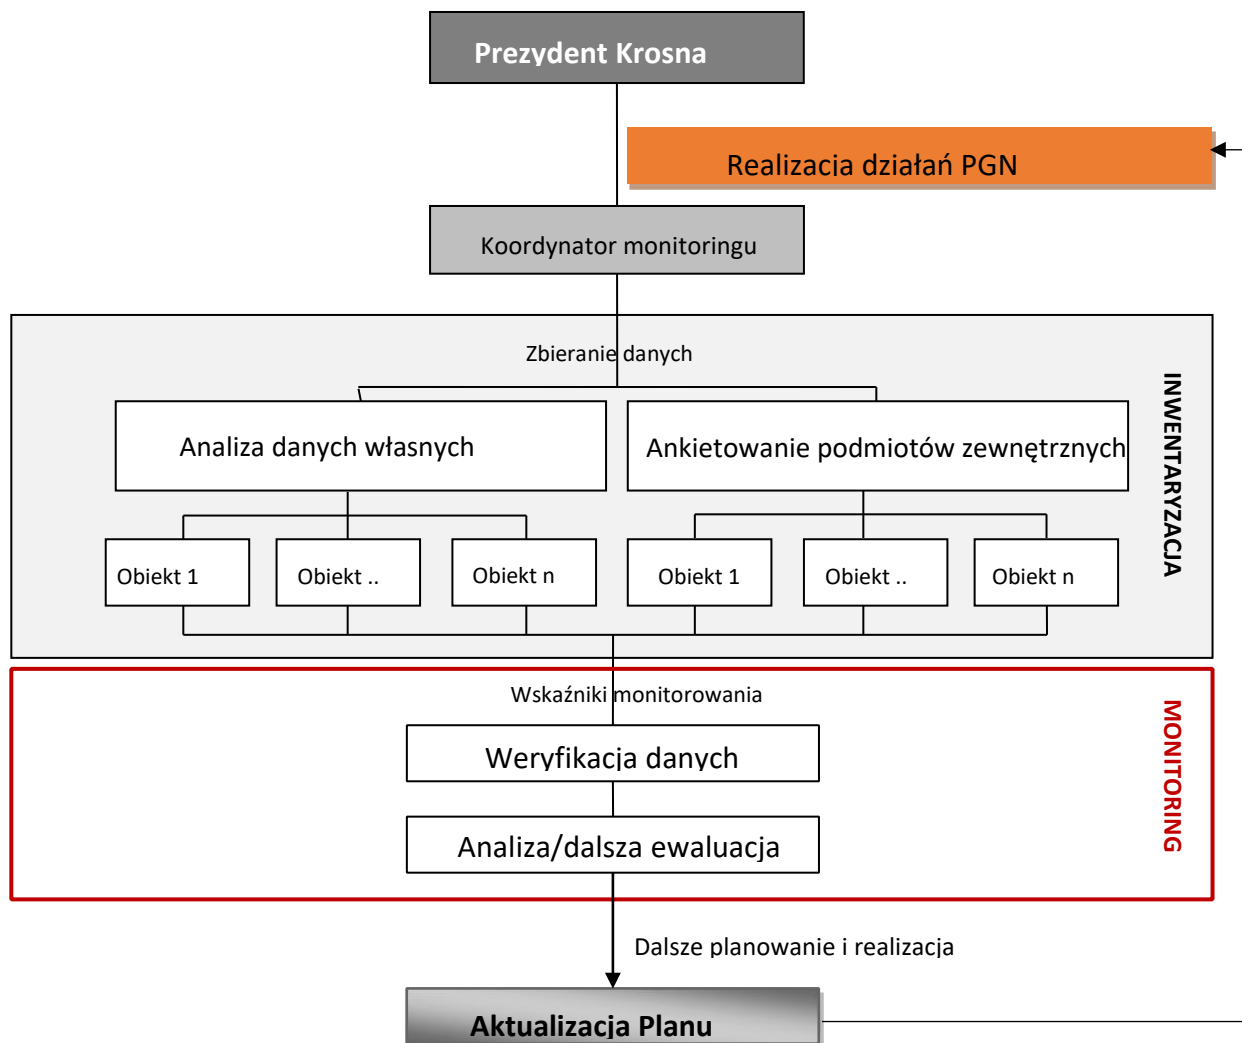 Prezydent Krosna
Realizacja działań PGN
Koordynator monitoringu
Zbieranie danych
INWENTARYZACJA
Analiza danych własnych
Ankietowanie podmiotów zewnętrznych
Obiekt 1
Obiekt ..
Obiekt n
Obiekt 1
Obiekt ..
Obiekt n
Wskaźniki monitorowania
MONITORING
Weryfikacja danych
Analiza/dalsza ewaluacja
Dalsze planowanie i realizacja
Aktualizacja Planu